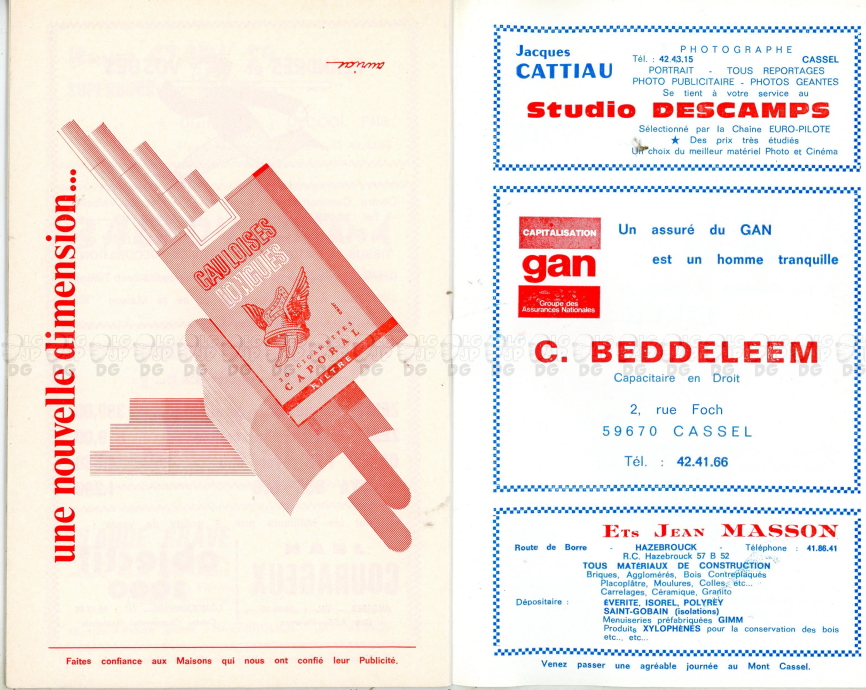 auriac
une nouvelle dimension...
GAULOISES
LONGUES
20 CIGARETTES
CAPORAL
FILTRE
Faites confiance aux Maisons qui nous ont confié leur Publicité.
Jacques
CATTIAU
PHOTOGRAPHE
Tél. : 42.43.15 CASSEL
PORTRAIT - TOUS REPORTAGES
PHOTO PUBLICITAIRE - PHOTOS GEANTES
Se tient à votre service au
Studio DESCAMPS
Sélectionné par la Chaîne EURO-PILOTE
★ Des prix très étudiés
Un choix du meilleur matériel Photo et Cinéma
CAPITALISATION
gan
Groupe des
Assurances Nationales
Un assuré du GAN
est un homme tranquille
C. BEDDELEEM
Capacitaire en Droit
2, rue Foch
59670 CASSEL
Tél. : 42.41.66
Ets Jean MASSON
Route de Borre - HAZEBROUCK - Téléphone : 41.86.41
R.C. Hazebrouck 57 B 52
TOUS MATÉRIAUX DE CONSTRUCTION
Briques, Agglomérés, Bois Contreplaqués
Placoplâtre, Moulures, Colles, etc...
Carrelages, Céramique, Granito
Dépositaire : ÉVERITE, ISOREL, POLYREY
SAINT-GOBAIN (isolations)
Menuiseries préfabriquées GIMM
Produits XYLOPHÈNES pour la conservation des bois
etc.., etc...
Venez passer une agréable journée au Mont Cassel.